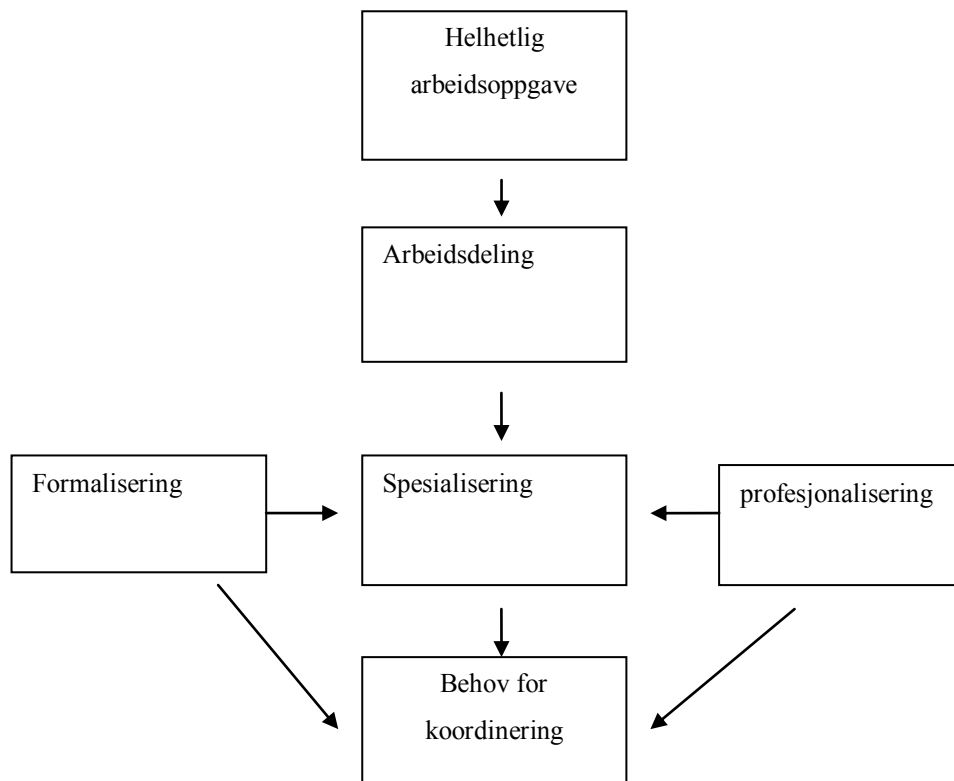 Helhetlig
arbeidsoppgave
Arbeidsdeling
Formalisering
Spesialisering
profesjonalisering
Behov for
koordinering